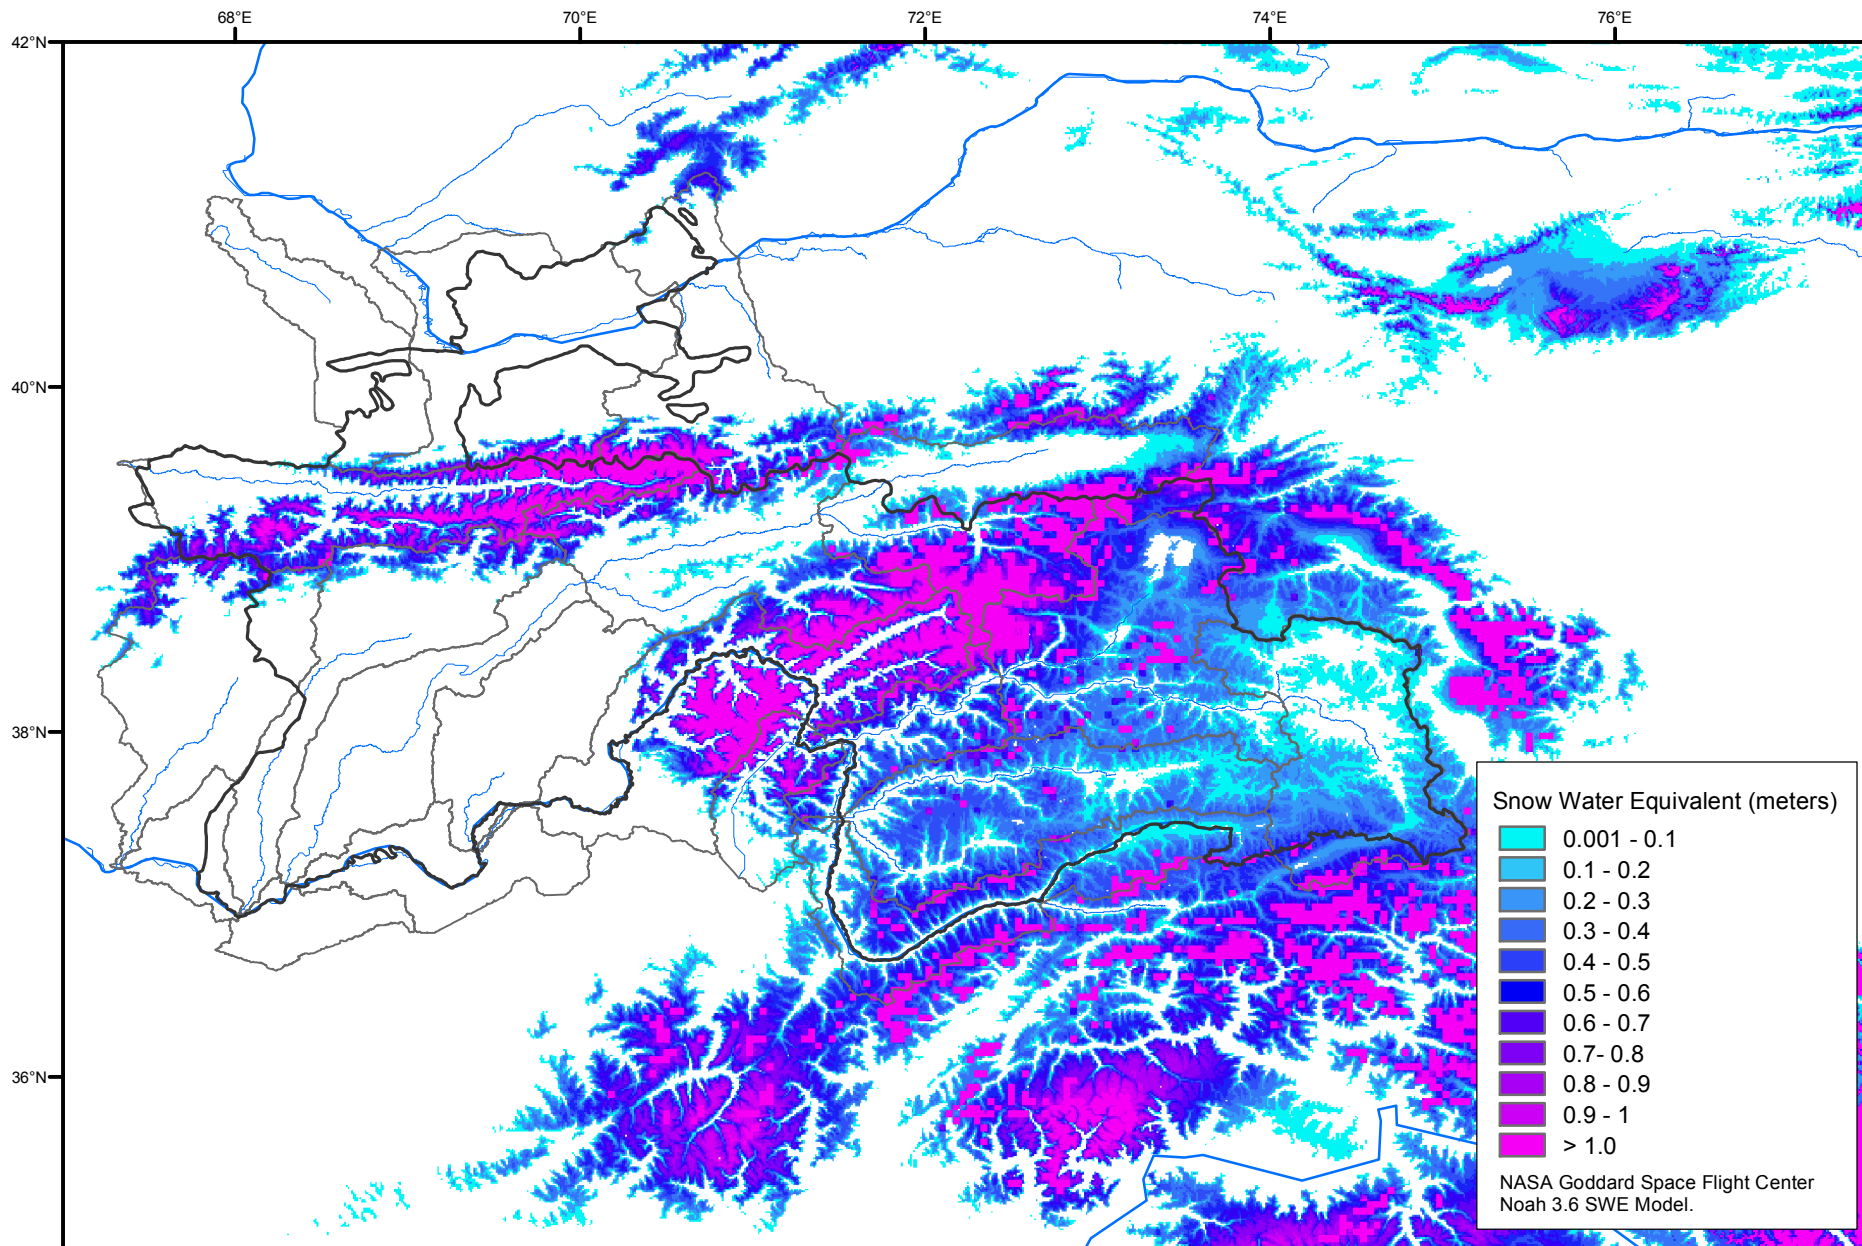 68°E 70°E 72°E 74°E 76°E
42°N
40°N
38°N
36°N
Snow Water Equivalent (meters)
0.001 - 0.1
0.1 - 0.2
0.2 - 0.3
0.3 - 0.4
0.4 - 0.5
0.5 - 0.6
0.6 - 0.7
0.7- 0.8
0.8 - 0.9
0.9 - 1
> 1.0
NASA Goddard Space Flight Center
Noah 3.6 SWE Model.